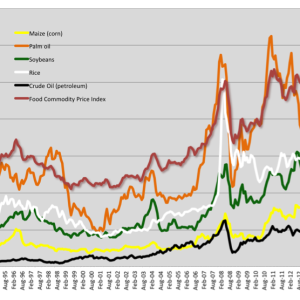 Maize (corn)
Palm oil
Soybeans
Rice
Crude Oil (petroleum)
Food Commodity Price Index
Aug-95
Feb-96
Aug-96
Feb-97
Aug-97
Feb-98
Aug-98
Feb-99
Aug-99
Feb-00
Aug-00
Feb-01
Aug-01
Feb-02
Aug-02
Feb-03
Aug-03
Feb-04
Aug-04
Feb-05
Aug-05
Feb-06
Aug-06
Feb-07
Aug-07
Feb-08
Aug-08
Feb-09
Aug-09
Feb-10
Aug-10
Feb-11
Aug-11
Feb-12